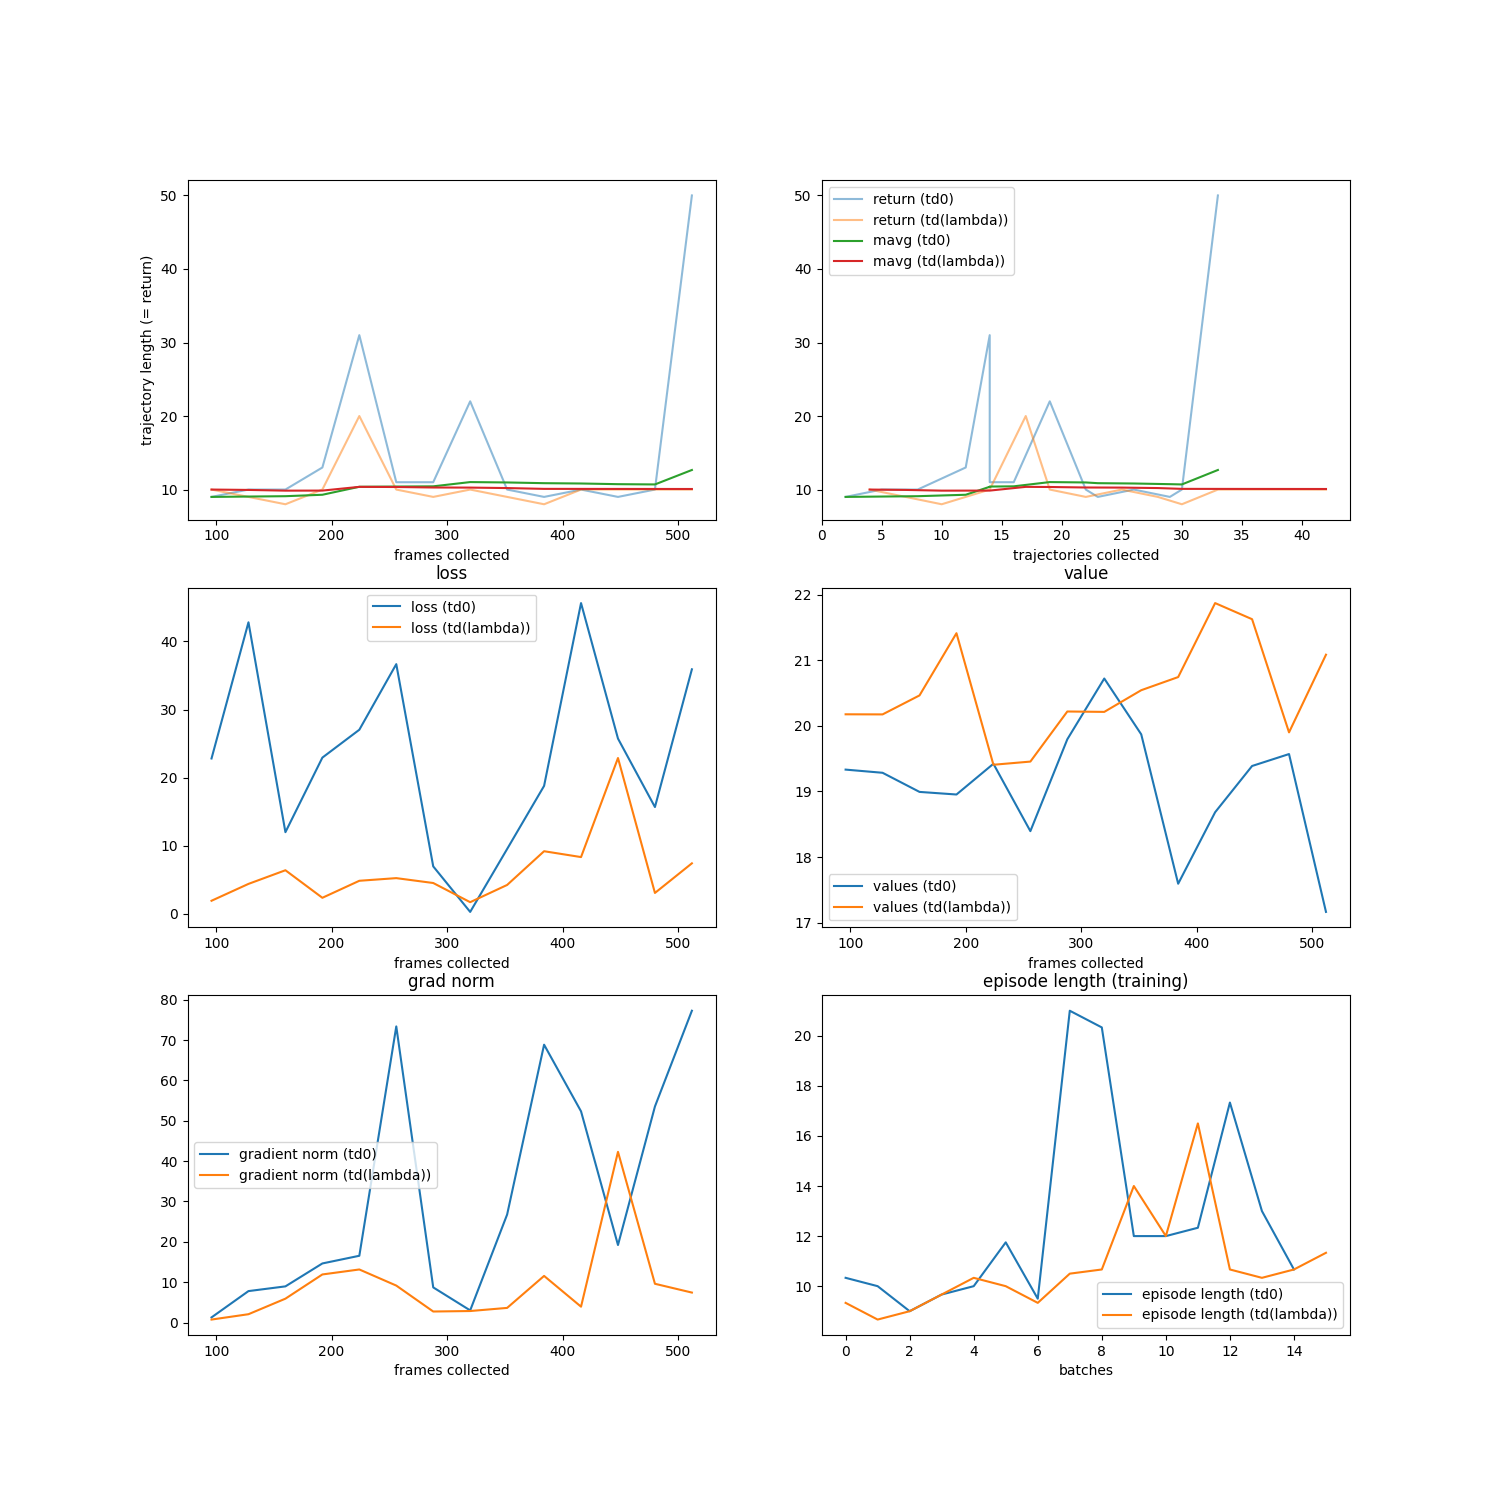 50
40
30
20
10
trajectory length (= return)
100 200 300 400 500
frames collected
return (td0)
return (td(lambda))
mavg (td0)
mavg (td(lambda))
50
40
30
20
10
0 5 10 15 20 25 30 35 40
trajectories collected
loss
loss (td0)
loss (td(lambda))
40
30
20
10
0
100 200 300 400 500
frames collected
value
22
21
20
19
18
17
values (td0)
values (td(lambda))
100 200 300 400 500
frames collected
grad norm
80
70
60
50
40
30
20
10
0
gradient norm (td0)
gradient norm (td(lambda))
100 200 300 400 500
frames collected
episode length (training)
20
18
16
14
12
10
episode length (td0)
episode length (td(lambda))
0 2 4 6 8 10 12 14
batches